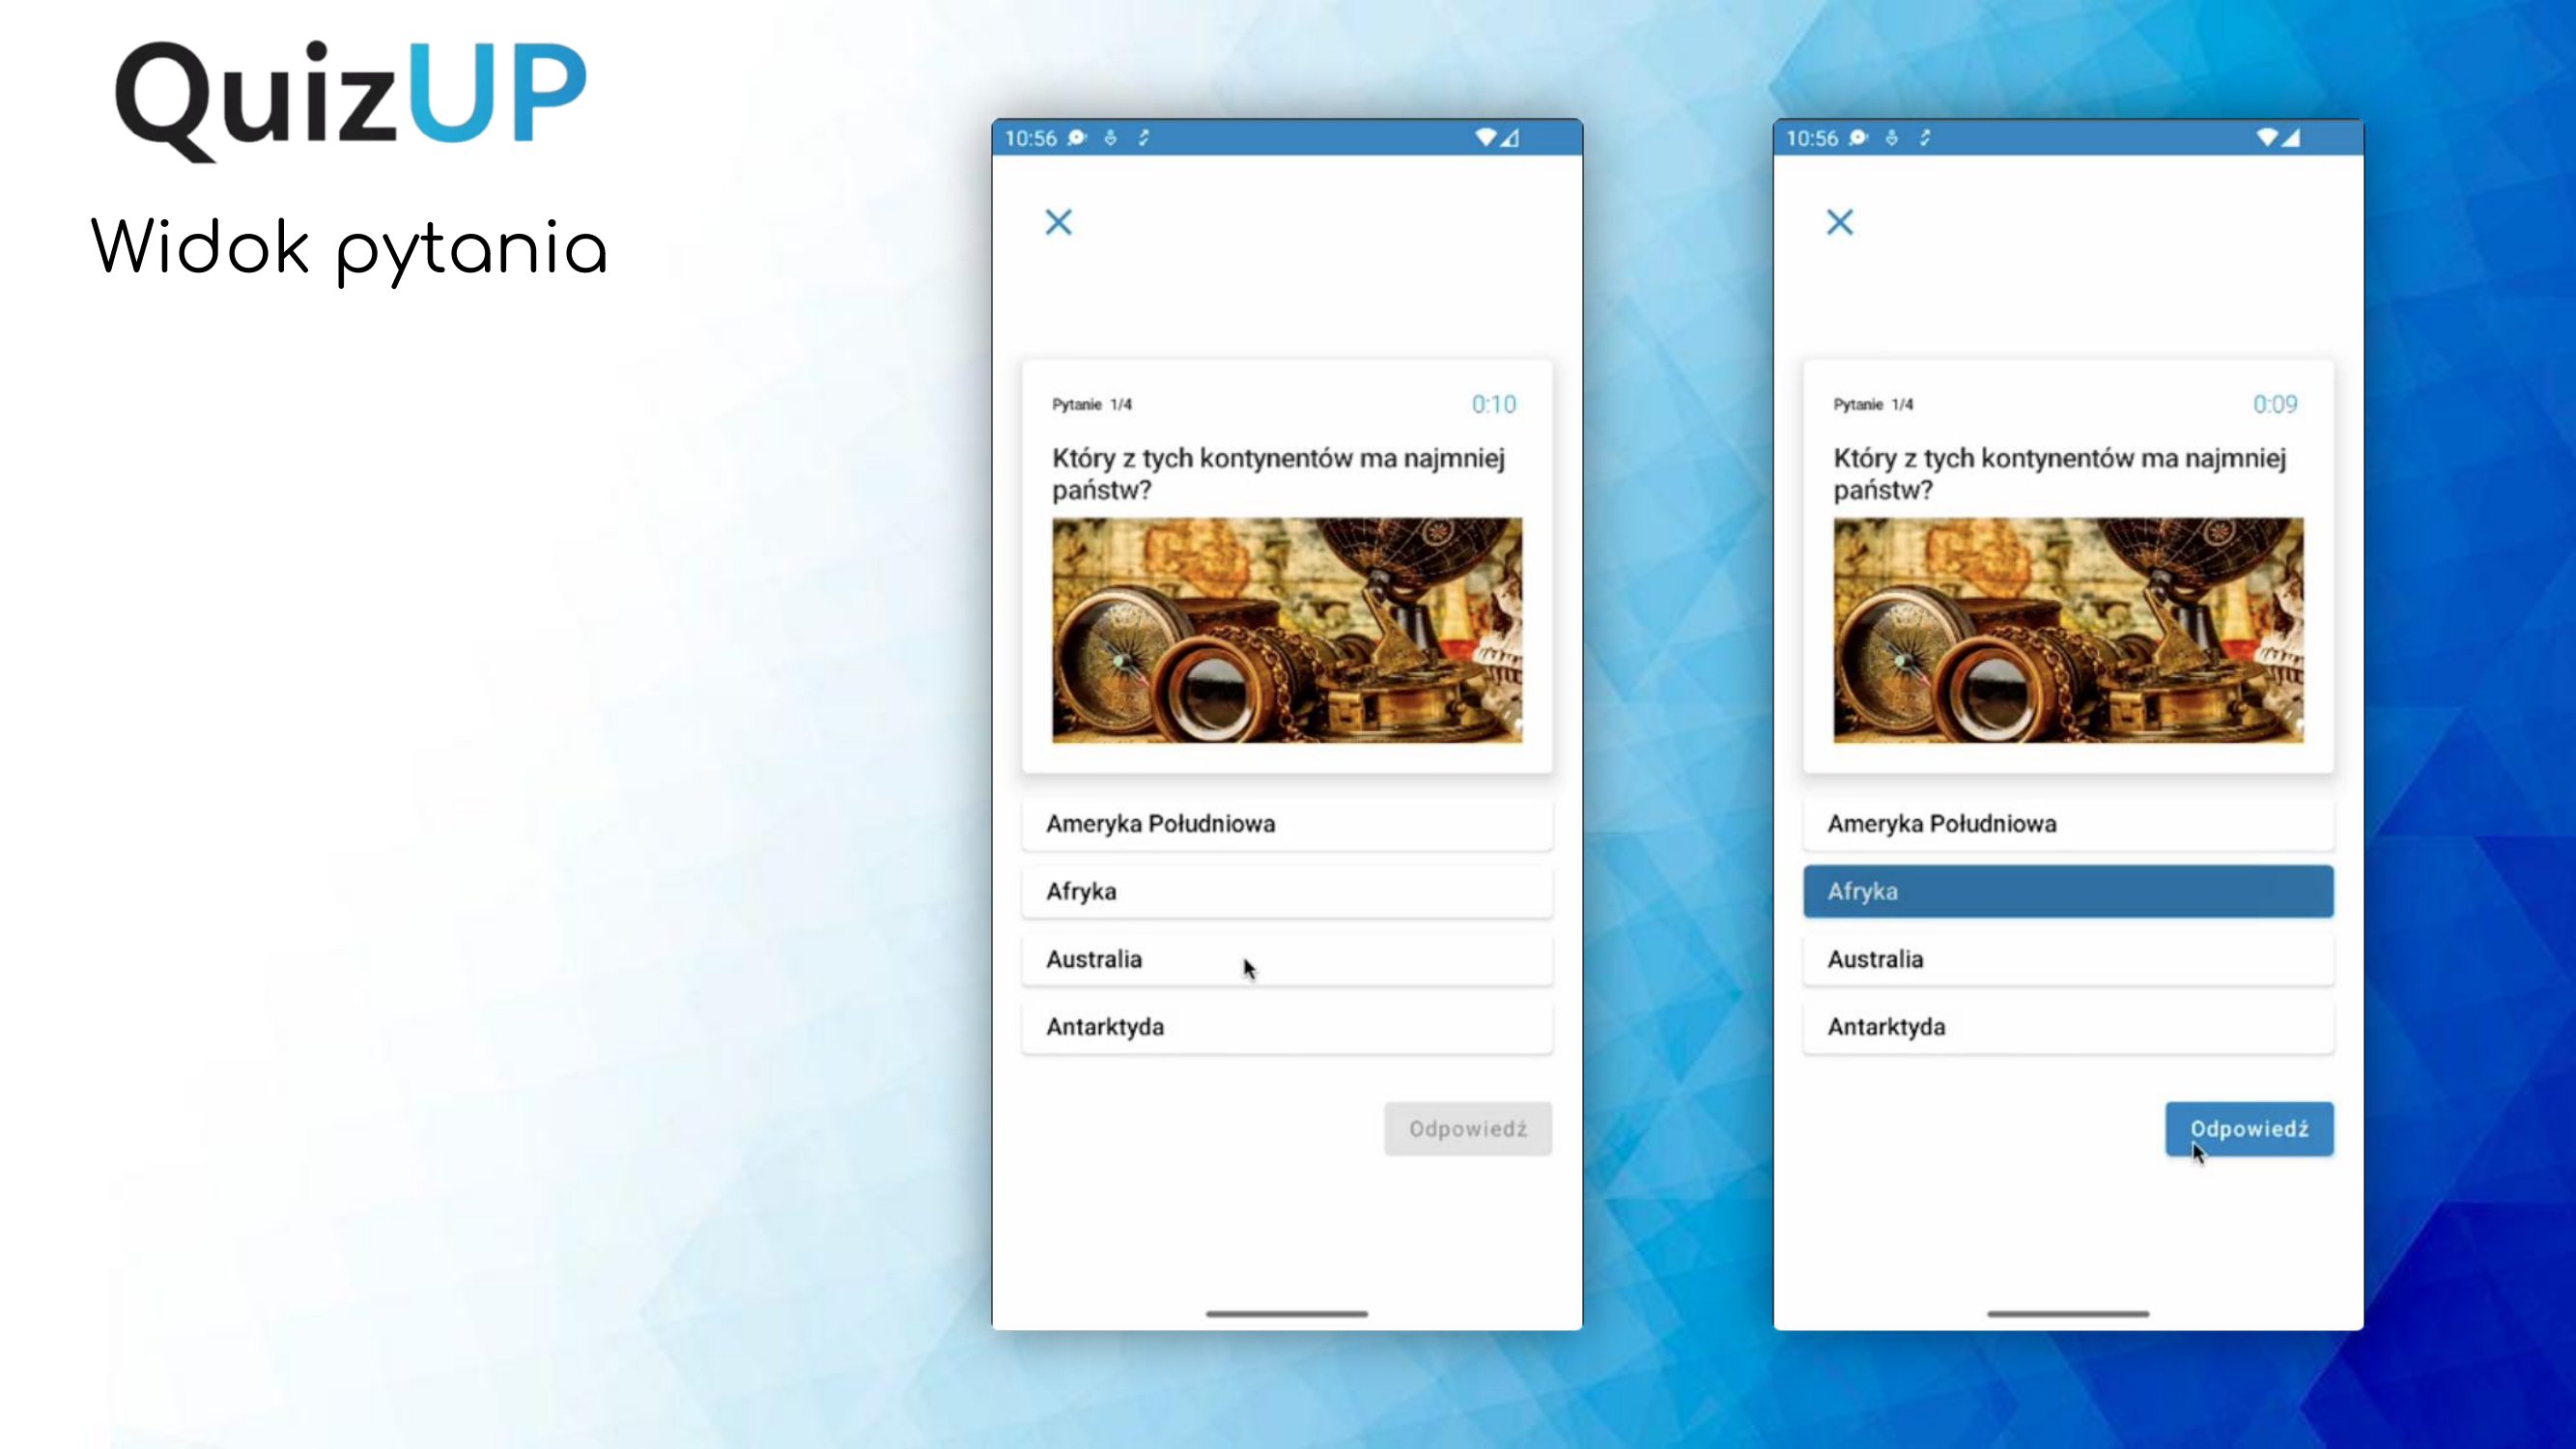 QuizUP
Widok pytania
10:56
Pytanie 1/4
0:10
Który z tych kontynentów ma najmniej
państw?
Ameryka Południowa
Afryka
Australia
Antarktyda
Odpowiedź
10:56
Pytanie 1/4
0:09
Który z tych kontynentów ma najmniej
państw?
Ameryka Południowa
Afryka
Australia
Antarktyda
Odpowiedź